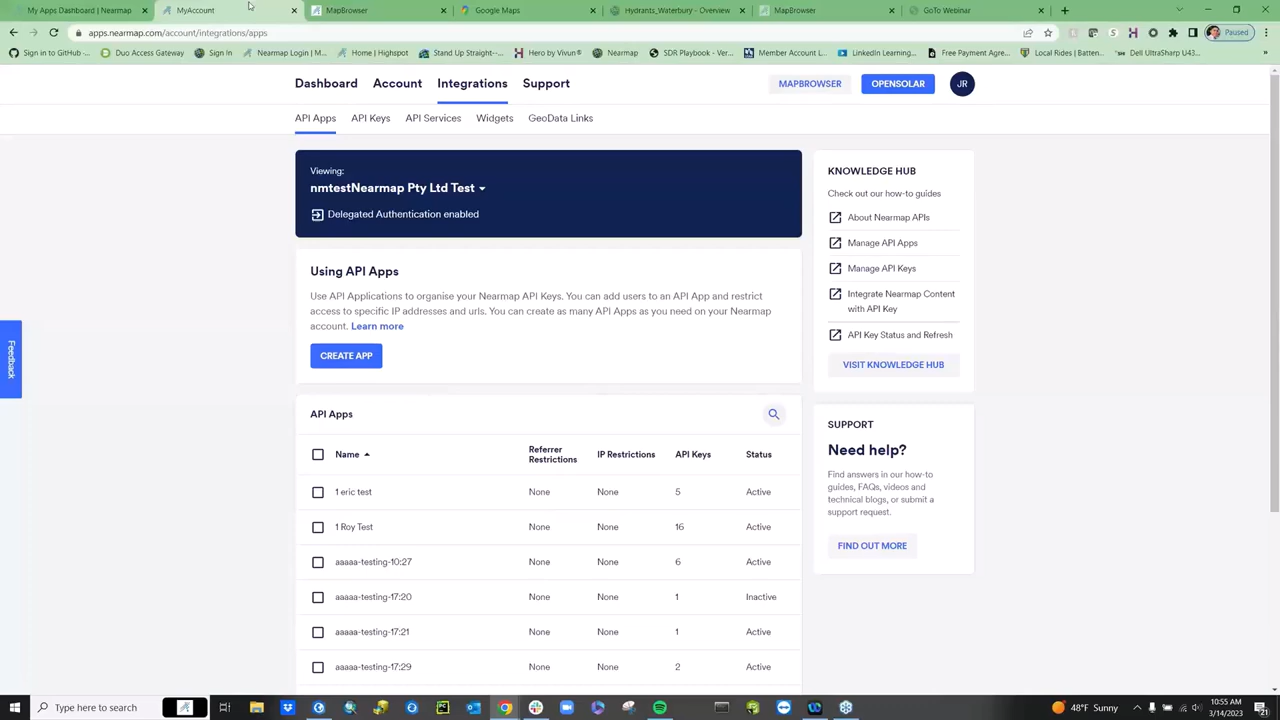 My Apps Dashboard | Nearmap
MyAccount
Nearmap
Google Maps
Hydrants_Watertown - Overview
MapBrowser
GoTo Webinar
apps.nearmap.com/account/integrations/apps
Paused
Sign in to GitHub ·...
Duo Access Gateway
Sign In
Nearmap Login | M...
Home | Highspot
Stand Up Straight--...
Hero by Vivun®
Nearmap
SDR Playbook - Ver...
Member Account L...
LinkedIn Learning,...
Free Payment Agre...
Local Rides | Batten...
Dell UltraSharp U43...
Dashboard
Account
Integrations
Support
MAPBROWSER
OPENSOLAR
JR
API Apps
API Keys
API Services
Widgets
GeoData Links
Viewing:
nmtestNearmap Pty Ltd Test
Delegated Authentication enabled
Using API Apps
Use API Applications to organise your Nearmap API Keys. You can add users to an API App and restrict
access to specific IP addresses and urls. You can create as many API Apps as you need on your Nearmap
account. Learn more
CREATE APP
KNOWLEDGE HUB
Check out our how-to guides
About Nearmap APIs
Manage API Apps
Manage API Keys
Integrate Nearmap Content
with API Key
API Key Status and Refresh
VISIT KNOWLEDGE HUB
SUPPORT
Need help?
Find answers in our how-to
guides, FAQs, videos and
technical blogs, or submit a
support request.
FIND OUT MORE
Feedback
API Apps
Name
Referrer
Restrictions
IP Restrictions
API Keys
Status
1 eric test None None 5 Active
1 Roy Test None None 16 Active
aaaaa-testing-10:27 None None 6 Active
aaaaa-testing-17:20 None None 1 Inactive
aaaaa-testing-17:21 None None 1 Active
aaaaa-testing-17:29 None None 2 Active
Type here to search
48°F Sunny
10:55 AM
3/14/2023
21